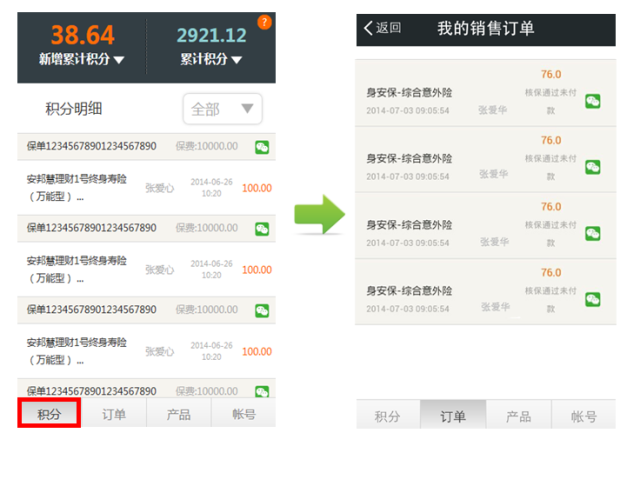 38.64
2921.12
?
新增累计积分
累计积分
积分明细
全部
保单12345678901234567890 保费:10000.00
安邦慧理财1号终身寿险
（万能型）...
张爱心
2014-06-26
10:20
100.00
保单12345678901234567890 保费:10000.00
安邦慧理财1号终身寿险
（万能型）...
张爱心
2014-06-26
10:20
100.00
保单12345678901234567890 保费:10000.00
安邦慧理财1号终身寿险
（万能型）...
张爱心
2014-06-26
10:20
100.00
保单12345678901234567890 保费:10000.00
积分 订单 产品 帐号
返回 我的销售订单
76.0
身安保-综合意外险
2014-07-03 09:05:54
张爱华
核保通过未付
款
76.0
身安保-综合意外险
2014-07-03 09:05:54
张爱华
核保通过未付
款
76.0
身安保-综合意外险
2014-07-03 09:05:54
张爱华
核保通过未付
款
76.0
身安保-综合意外险
2014-07-03 09:05:54
张爱华
核保通过未付
款
积分 订单 产品 帐号